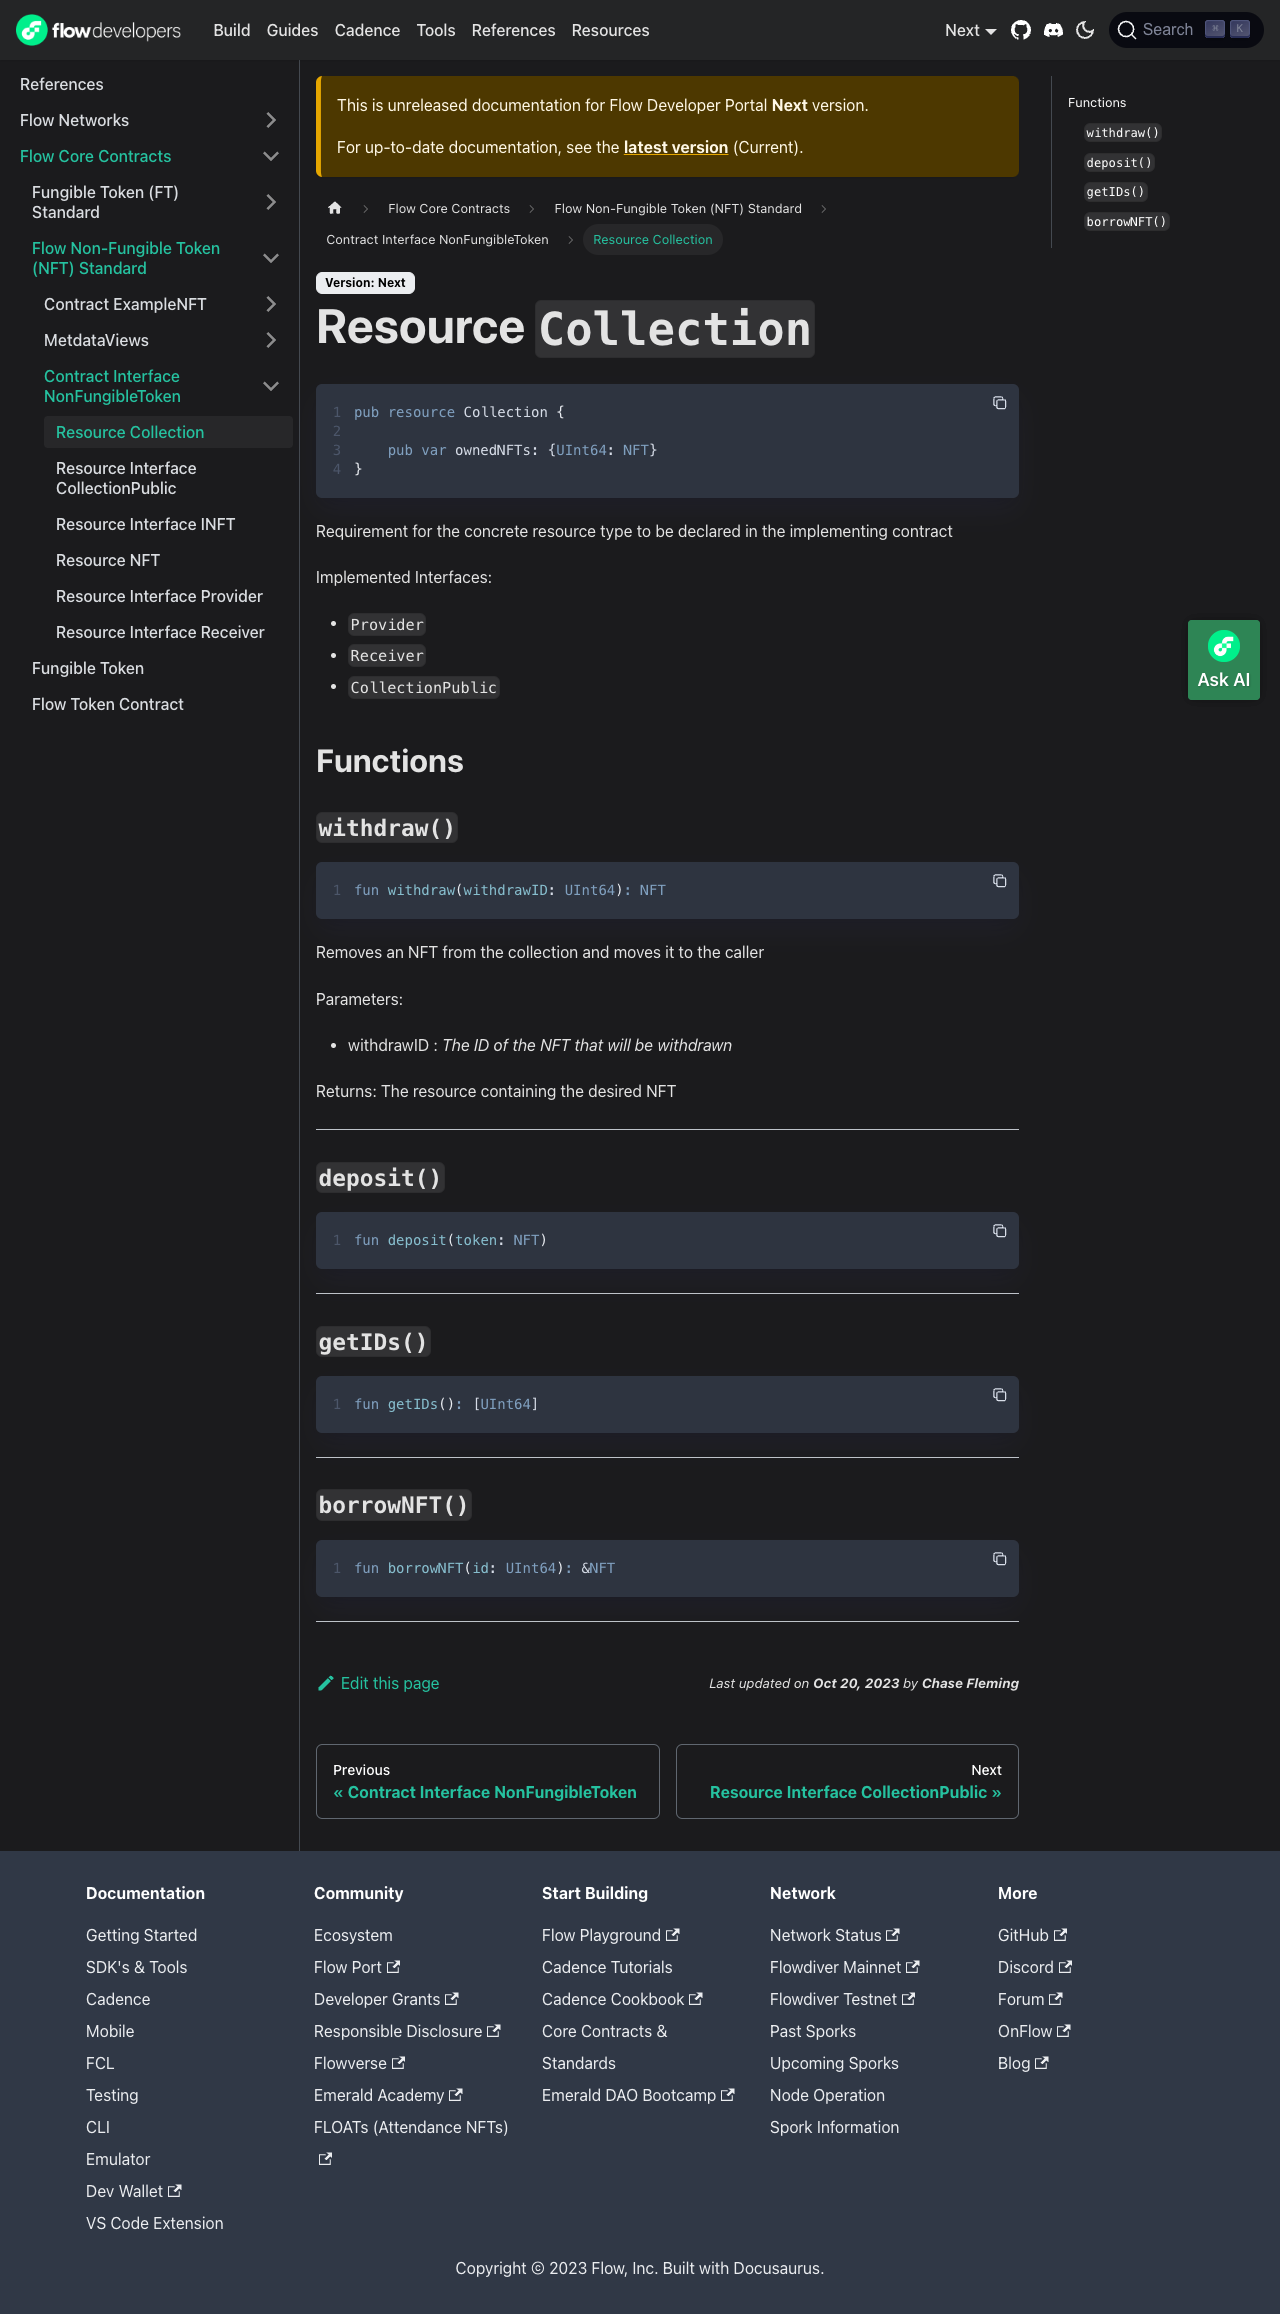 flowdevelopers
Build
Guides
Cadence
Tools
References
Resources
Next
Search
⌘
K
References
Flow Networks
Flow Core Contracts
Fungible Token (FT)
Standard
Flow Non-Fungible Token
(NFT) Standard
Contract ExampleNFT
MetdataViews
Contract Interface
NonFungibleToken
Resource Collection
Resource Interface
CollectionPublic
Resource Interface INFT
Resource NFT
Resource Interface Provider
Resource Interface Receiver
Fungible Token
Flow Token Contract
This is unreleased documentation for Flow Developer Portal Next version.
For up-to-date documentation, see the latest version (Current).
Flow Core Contracts
Flow Non-Fungible Token (NFT) Standard
Contract Interface NonFungibleToken
Resource Collection
Version: Next
Resource Collection
1 pub resource Collection {
2
3     pub var ownedNFTs: {UInt64: NFT}
4 }
Requirement for the concrete resource type to be declared in the implementing contract
Implemented Interfaces:
• Provider
• Receiver
• CollectionPublic
Functions
withdraw()
1 fun withdraw(withdrawID: UInt64): NFT
Removes an NFT from the collection and moves it to the caller
Parameters:
• withdrawID : The ID of the NFT that will be withdrawn
Returns: The resource containing the desired NFT
deposit()
1 fun deposit(token: NFT)
getIDs()
1 fun getIDs(): [UInt64]
borrowNFT()
1 fun borrowNFT(id: UInt64): &NFT
Edit this page
Last updated on Oct 20, 2023 by Chase Fleming
Previous
« Contract Interface NonFungibleToken
Next
Resource Interface CollectionPublic »
Functions
withdraw()
deposit()
getIDs()
borrowNFT()
Ask AI
Documentation
Getting Started
SDK's & Tools
Cadence
Mobile
FCL
Testing
CLI
Emulator
Dev Wallet
VS Code Extension
Community
Ecosystem
Flow Port
Developer Grants
Responsible Disclosure
Flowverse
Emerald Academy
FLOATs (Attendance NFTs)
Start Building
Flow Playground
Cadence Tutorials
Cadence Cookbook
Core Contracts &
Standards
Emerald DAO Bootcamp
Network
Network Status
Flowdiver Mainnet
Flowdiver Testnet
Past Sporks
Upcoming Sporks
Node Operation
Spork Information
More
GitHub
Discord
Forum
OnFlow
Blog
Copyright © 2023 Flow, Inc. Built with Docusaurus.